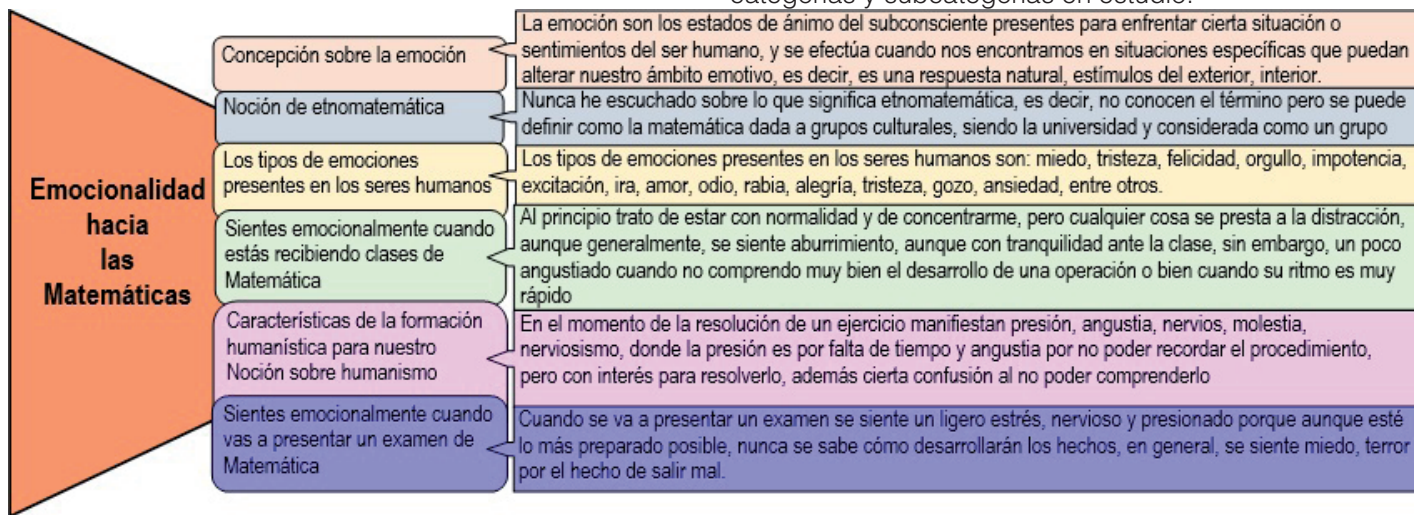 Emocionalidad
hacia
las
Matemáticas
Concepción sobre la emoción
La emoción son los estados de ánimo del subconsciente presentes para enfrentar cierta situación o
sentimientos del ser humano, y se efectúa cuando nos encontramos en situaciones específicas que puedan
alterar nuestro ámbito emotivo, es decir, es una respuesta natural, estímulos del exterior, interior.
Noción de etnomatemática
Nunca he escuchado sobre lo que significa etnomatemática, es decir, no conocen el término pero se puede
definir como la matemática dada a grupos culturales, siendo la universidad y considerada como un grupo
Los tipos de emociones
presentes en los seres humanos
Los tipos de emociones presentes en los seres humanos son: miedo, tristeza, felicidad, orgullo, impotencia,
excitación, ira, amor, odio, rabia, alegría, tristeza, gozo, ansiedad, entre otros.
Sientes emocionalmente cuando
estás recibiendo clases de
Matemática
Al principio trato de estar con normalidad y de concentrarme, pero cualquier cosa se presta a la distracción,
aunque generalmente, se siente aburrimiento, aunque con tranquilidad ante la clase, sin embargo, un poco
angustiado cuando no comprendo muy bien el desarrollo de una operación o bien cuando su ritmo es muy
rápido
Características de la formación
humanística para nuestro
Noción sobre humanismo
En el momento de la resolución de un ejercicio manifiestan presión, angustia, nervios, molestia,
nerviosismo, donde la presión es por falta de tiempo y angustia por no poder recordar el procedimiento,
pero con interés para resolverlo, además cierta confusión al no poder comprenderlo
Sientes emocionalmente cuando
vas a presentar un examen de
Matemática
Cuando se va a presentar un examen se siente un ligero estrés, nervioso y presionado porque aunque esté
lo más preparado posible, nunca se sabe cómo desarrollarán los hechos, en general, se siente miedo, terror
por el hecho de salir mal.